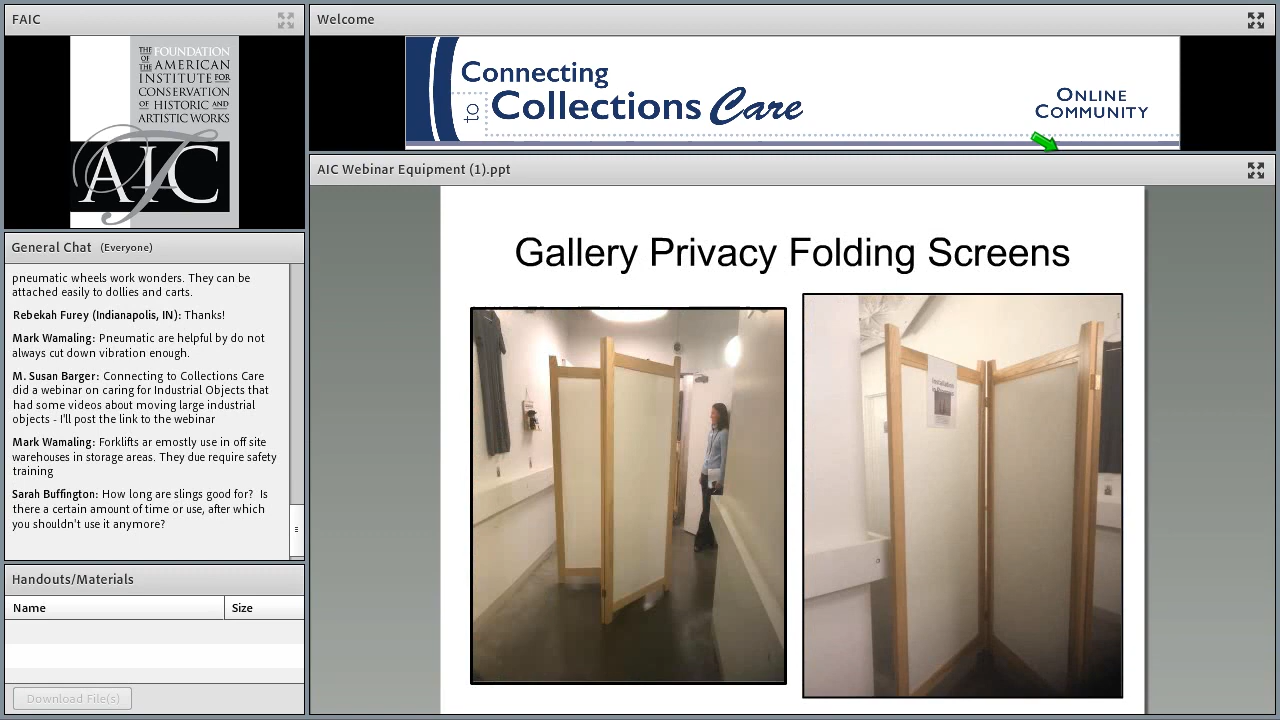 FAIC
THE FOUNDATION
OF THE AMERICAN
INSTITUTE FOR
CONSERVATION
OF HISTORIC AND
ARTISTIC WORKS
FAIC
General Chat (Everyone)
pneumatic wheels work wonders. They can be
attached easily to dollies and carts.
Rebekah Furey (Indianapolis, IN): Thanks!
Mark Wamaling: Pneumatic are helpful by do not
always cut down vibration enough.
M. Susan Barger: Connecting to Collections Care
did a webinar on caring for Industrial Objects that
had some videos about moving large industrial
objects - I'll post the link to the webinar
Mark Wamaling: Forklifts ar emostly use in off site
warehouses in storage areas. They due require safety
training
Sarah Buffington: How long are slings good for? Is
there a certain amount of time or use, after which
you shouldn't use it anymore?
Handouts/Materials
Name Size
Download File(s)
Welcome
Connecting
to Collections Care
ONLINE
COMMUNITY
AIC Webinar Equipment (1).ppt
Gallery Privacy Folding Screens